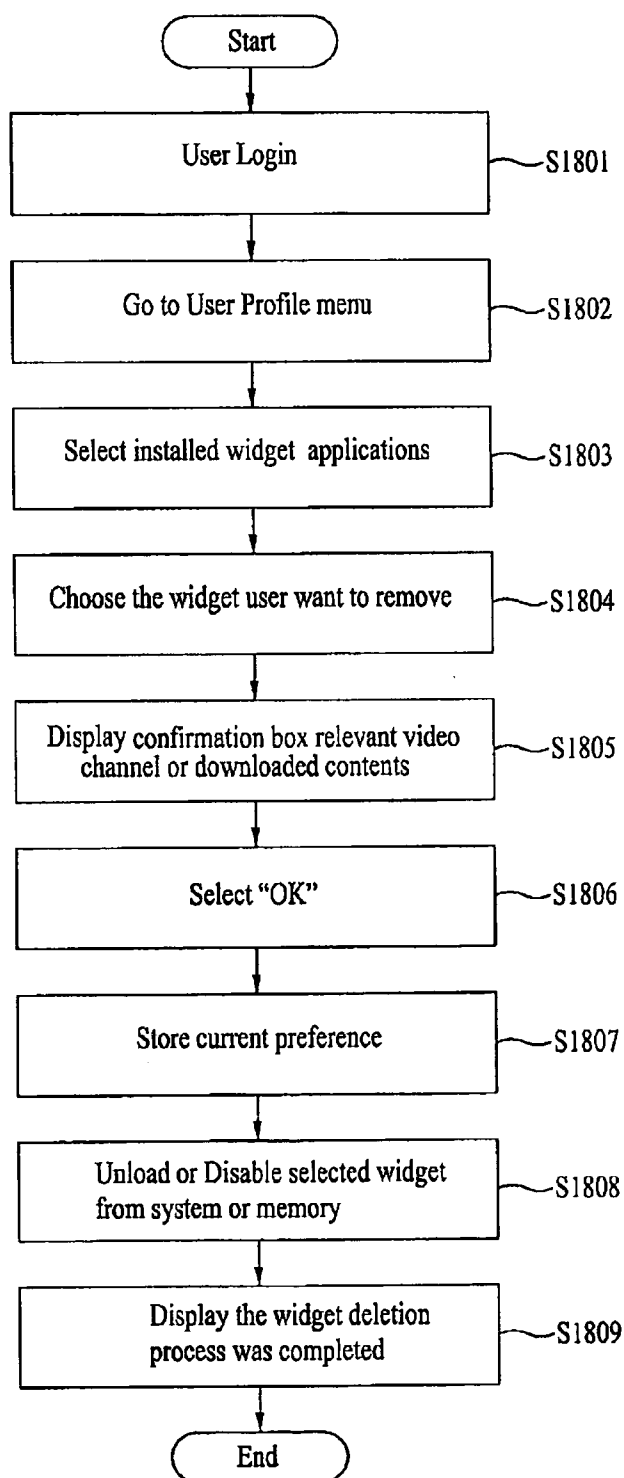 Start
User Login
S1801
Go to User Profile menu
S1802
Select installed widget applications
S1803
Choose the widget user want to remove
S1804
Display confirmation box relevant video
channel or downloaded contents
S1805
Select “OK”
S1806
Store current preference
S1807
Unload or Disable selected widget
from system or memory
S1808
Display the widget deletion
process was completed
S1809
End